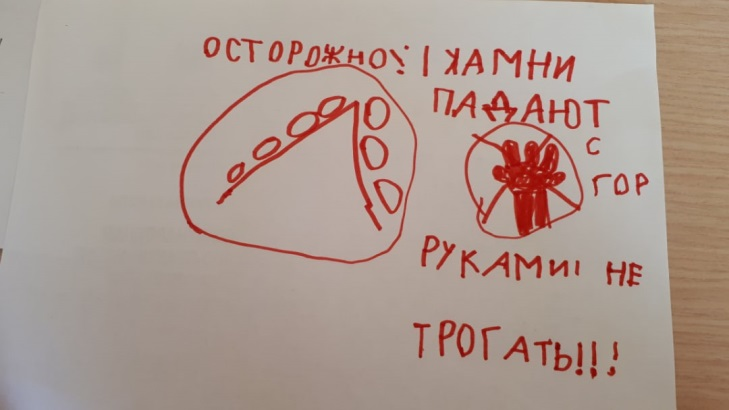 ОСТОРОЖНО! ! КАМНИ
ПАДАЮТ
С
ГОР
РУКАМИ! НЕ
ТРОГАТЬ!!!